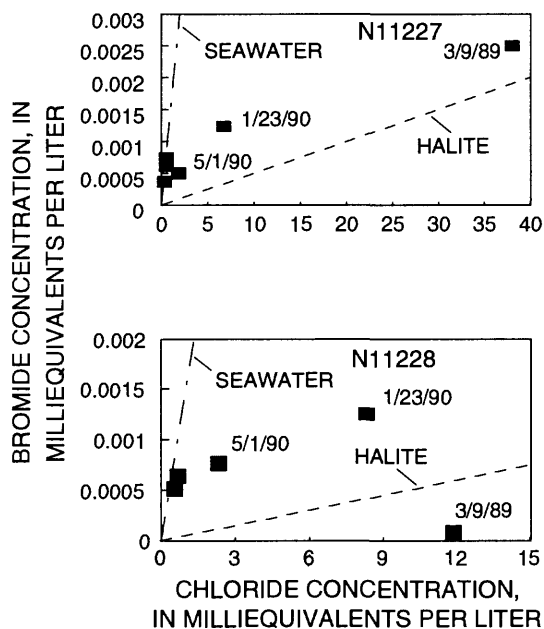 BROMIDE CONCENTRATION, IN
MILLIEQUIVALENTS PER LITER
0.003
0.0025
0.002
0.0015
0.001
0.0005
0
SEAWATER
N11227
3/9/89
1/23/90
HALITE
5/1/90
0 5 10 15 20 25 30 35 40
0.002
0.0015
0.001
0.0005
0
N11228
SEAWATER
1/23/90
5/1/90
HALITE
3/9/89
0 3 6 9 12 15
CHLORIDE CONCENTRATION,
IN MILLIEQUIVALENTS PER LITER